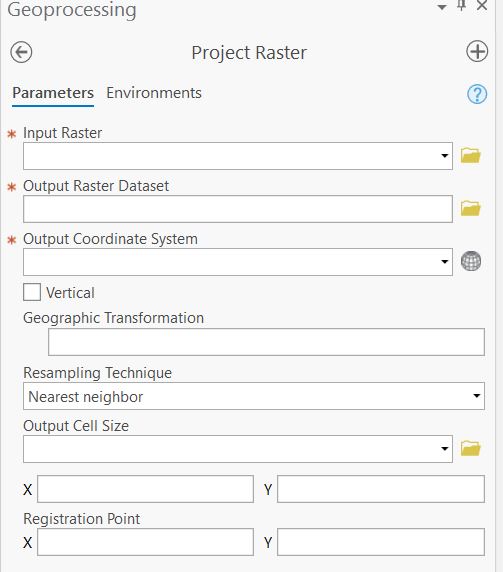 Geoprocessing
Project Raster
Parameters Environments
?
* Input Raster
* Output Raster Dataset
* Output Coordinate System
Vertical
Geographic Transformation
Resampling Technique
Nearest neighbor
Output Cell Size
X Y
Registration Point
X Y